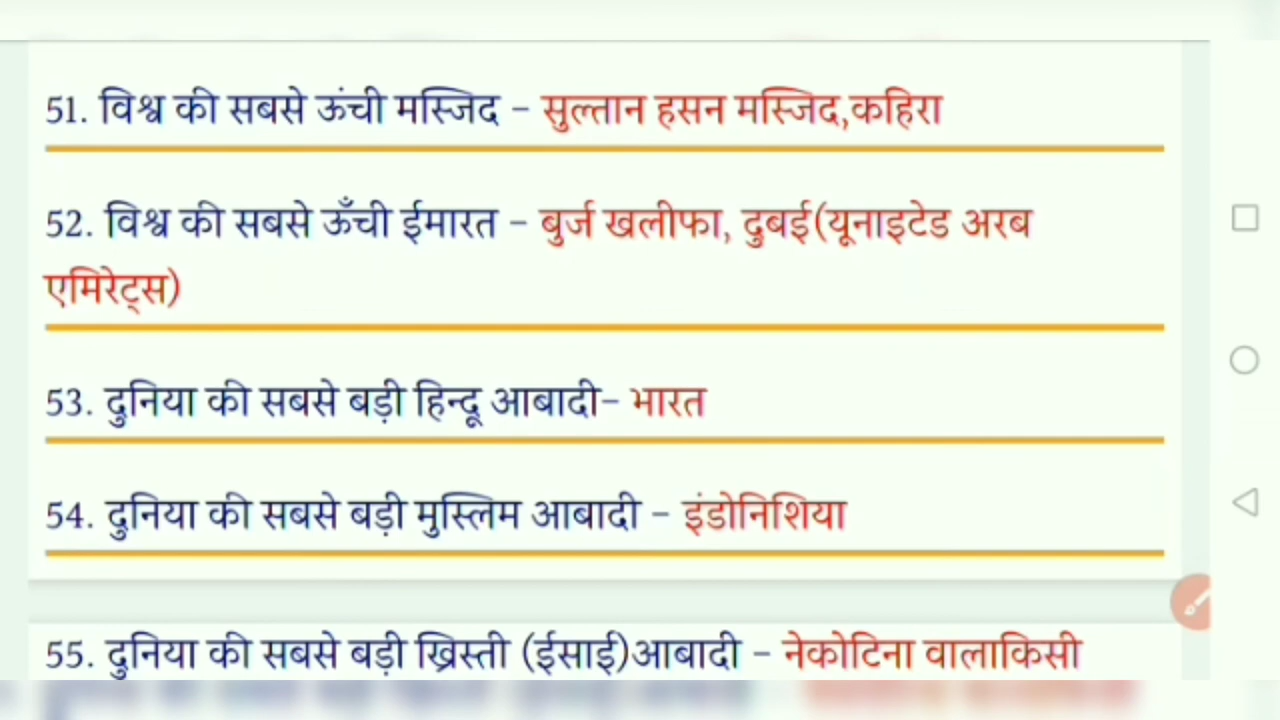 51. विश्व की सबसे ऊंची मस्जिद – सुल्तान हसन मस्जिद,कहिरा
52. विश्व की सबसे ऊँची ईमारत – बुर्ज खलीफा, दुबई(यूनाइटेड अरब
एमिरेट्स)
53. दुनिया की सबसे बड़ी हिन्दू आबादी– भारत
54. दुनिया की सबसे बड़ी मुस्लिम आबादी – इंडोनिशिया
55. दुनिया की सबसे बड़ी ख्रिस्ती (ईसाई)आबादी – नेकोटिना वालाकिसी